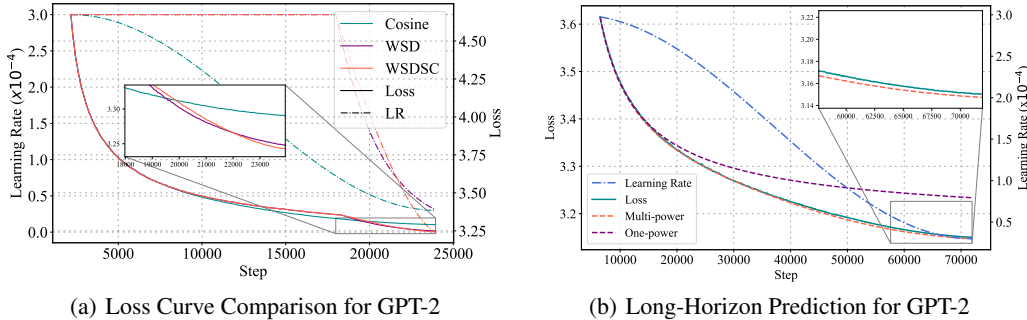 3.0
2.5
2.0
1.5
1.0
0.5
0.0
Learning Rate (x10⁻⁴)
5000 10000 15000 20000 25000
Step
4.75
4.50
4.25
4.00
3.75
3.50
3.25
Loss
Cosine
WSD
WSDSC
Loss
LR
3.30
3.25
18000 19000 20000 21000 22000 23000
(a) Loss Curve Comparison for GPT-2
3.6
3.5
3.4
3.3
3.2
Loss
10000 20000 30000 40000 50000 60000 70000
Step
3.0
2.5
2.0
1.5
1.0
0.5
Learning Rate (x10⁻⁴)
3.22
3.20
3.18
3.16
3.14
60000 62500 65000 67500 70000
Learning Rate
Loss
Multi-power
One-power
(b) Long-Horizon Prediction for GPT-2